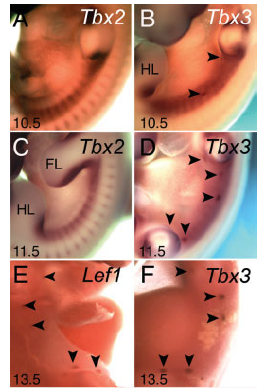 A Tbx2
10.5
B Tbx3
HL
10.5
C Tbx2
FL
HL
11.5
D Tbx3
11.5
E Lef1
13.5
F Tbx3
13.5